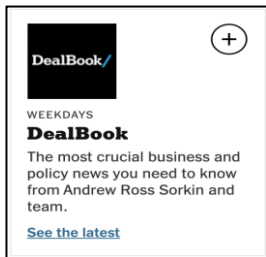 DealBook/
WEEKDAYS
DealBook
The most crucial business and
policy news you need to know
from Andrew Ross Sorkin and
team.
See the latest